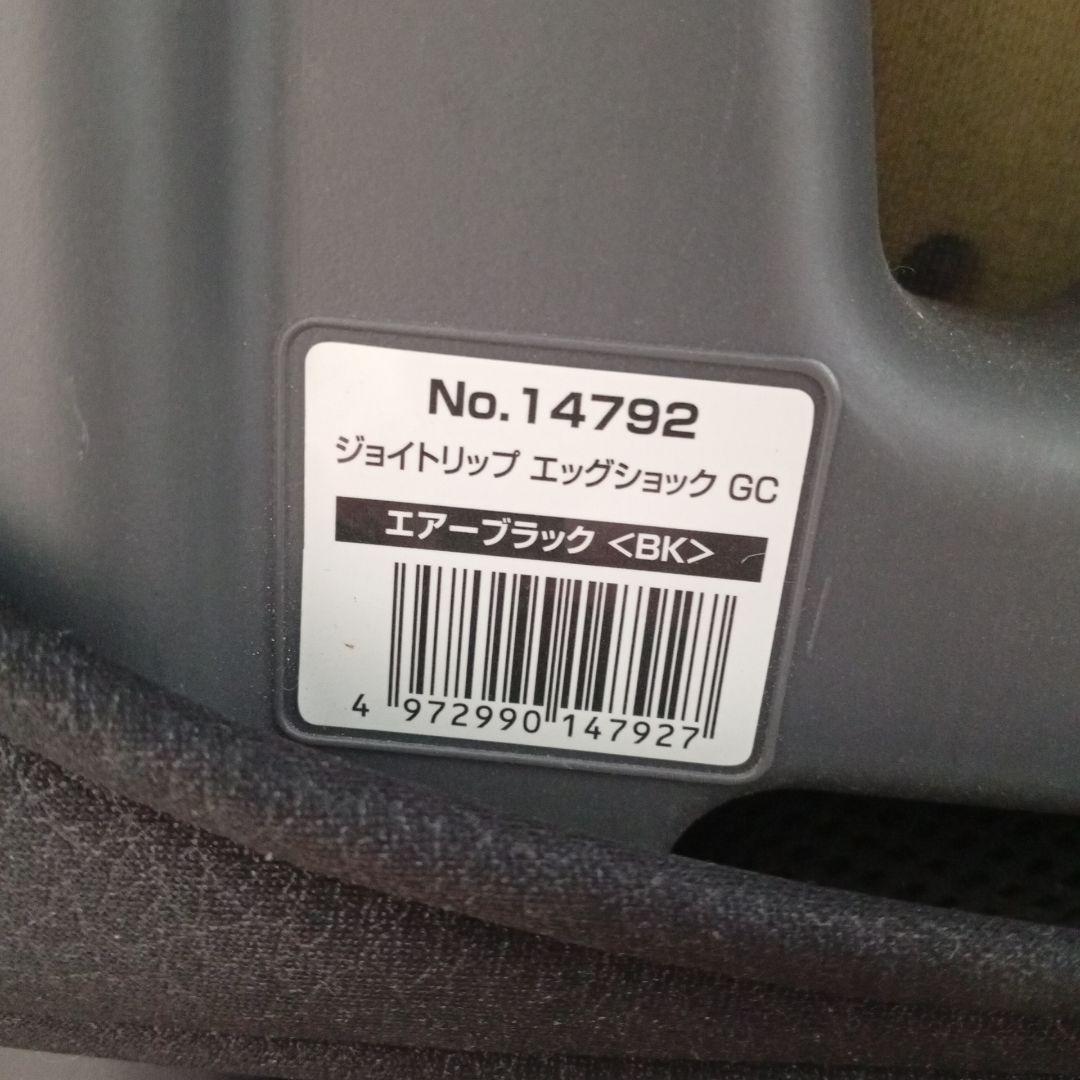 No.14792
ジョイトリップ エッグショック GC
エアーブラック <BK>
4 972990 147927